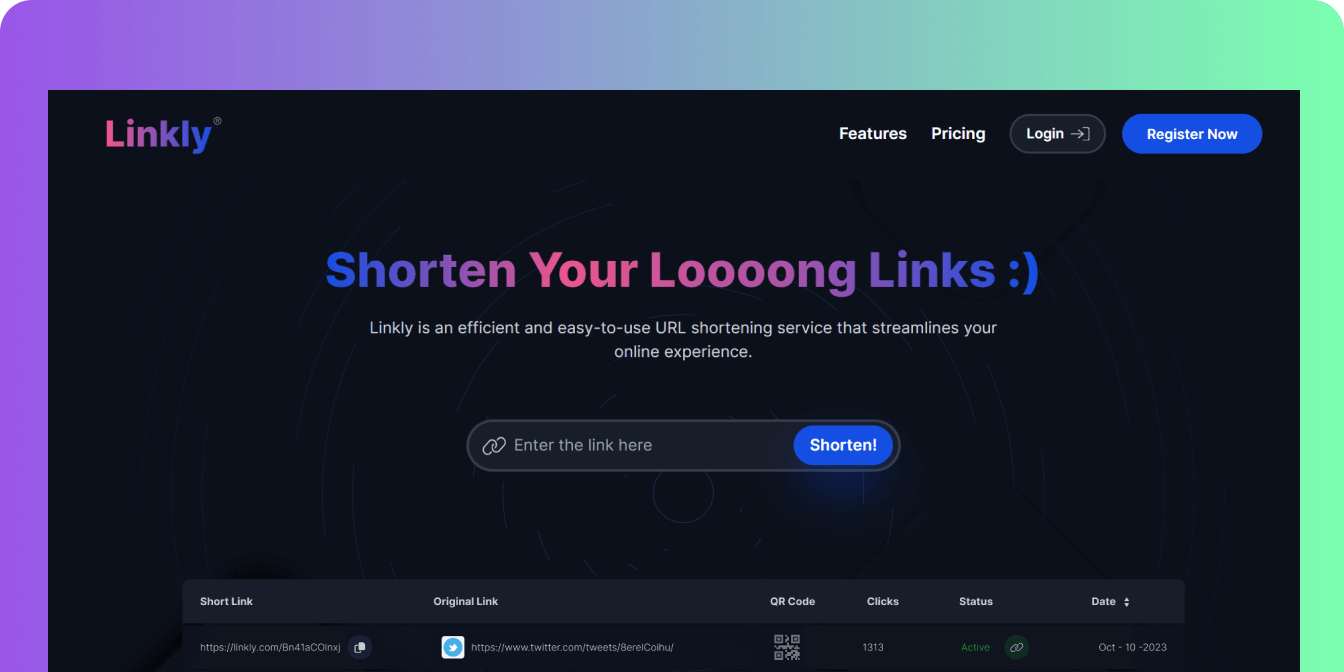 Linkly®
Features Pricing Login Register Now
Shorten Your Loooong Links :)
Linkly is an efficient and easy-to-use URL shortening service that streamlines your
online experience.
Enter the link here Shorten!
Short Link Original Link QR Code Clicks Status Date
https://linkly.com/Bn41aCOlnxj https://www.twitter.com/tweets/8erelCoihu/ 1313 Active Oct - 10 -2023